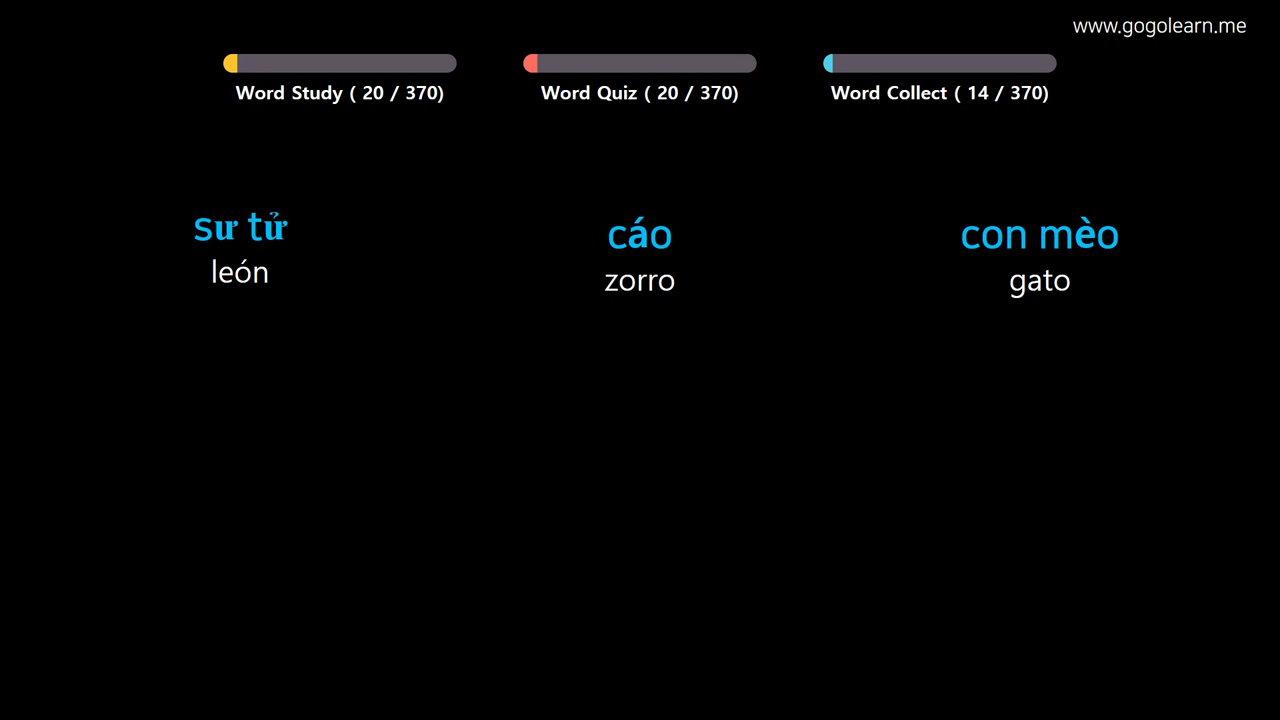 www.gogolearn.me
Word Study ( 20 / 370)
Word Quiz ( 20 / 370)
Word Collect ( 14 / 370)
sư tử
león
cáo
zorro
con mèo
gato